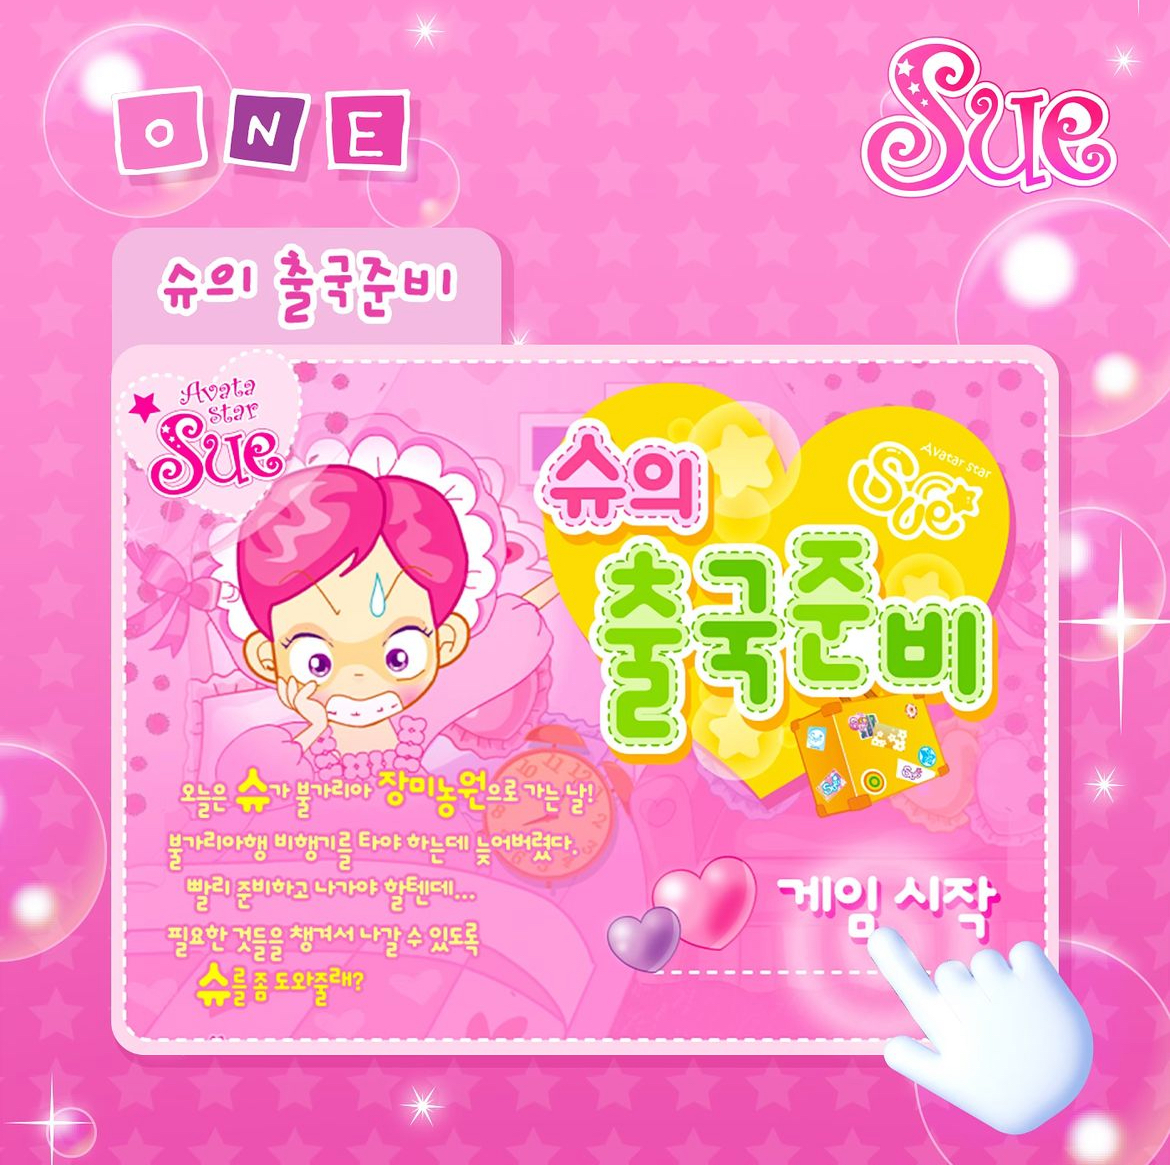 ONE
Sue
슈의 출국준비
Avata
star
Sue
슈의
출국준비
Avatar star
Sue
오늘은 슈가 불가리아 장미농원으로 가는 날!
불가리아행 비행기를 타야 하는데 늦어버렸다.
빨리 준비하고 나가야 할텐데...
필요한 것들을 챙겨서 나갈 수 있도록
슈를 좀 도와줄래?
게임 시작